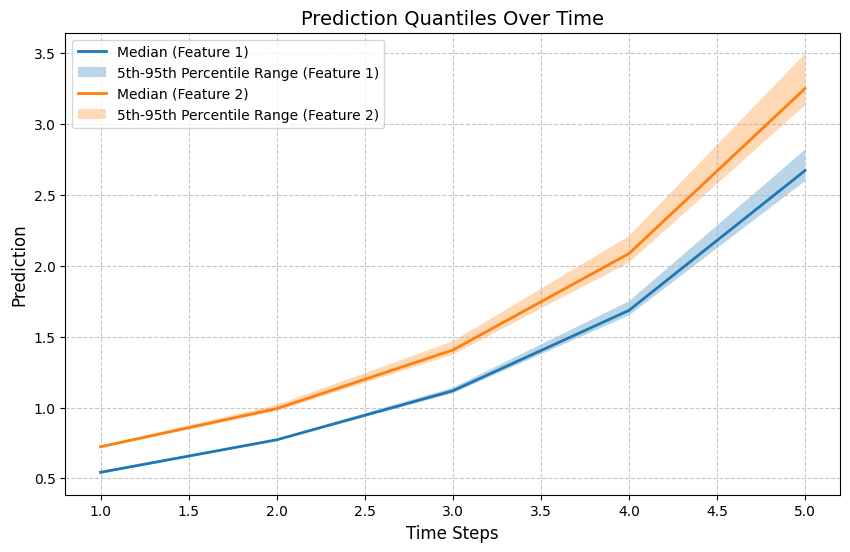 Prediction Quantiles Over Time
Median (Feature 1)
5th-95th Percentile Range (Feature 1)
Median (Feature 2)
5th-95th Percentile Range (Feature 2)
Prediction
3.5
3.0
2.5
2.0
1.5
1.0
0.5
1.0 1.5 2.0 2.5 3.0 3.5 4.0 4.5 5.0
Time Steps